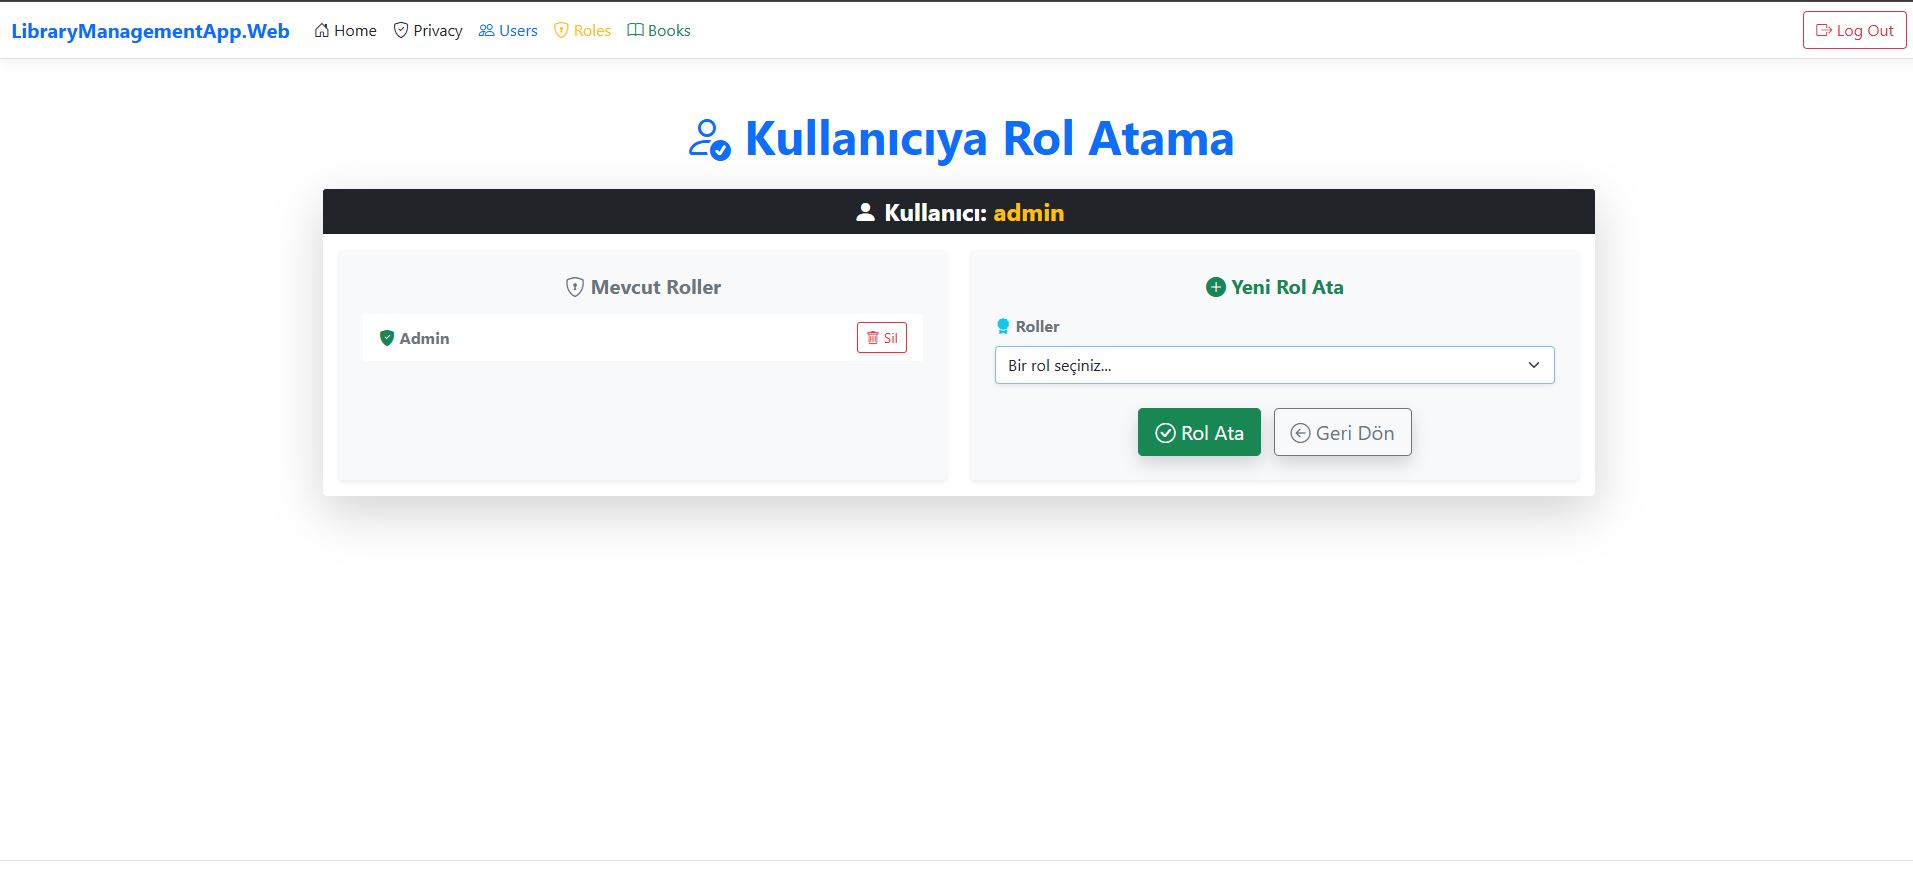 LibraryManagementApp.Web Home Privacy Users Roles Books Log Out
Kullanıcıya Rol Atama
Kullanıcı: admin
Mevcut Roller
Admin Sil
Yeni Rol Ata
Roller
Bir rol seçiniz...
Rol Ata Geri Dön